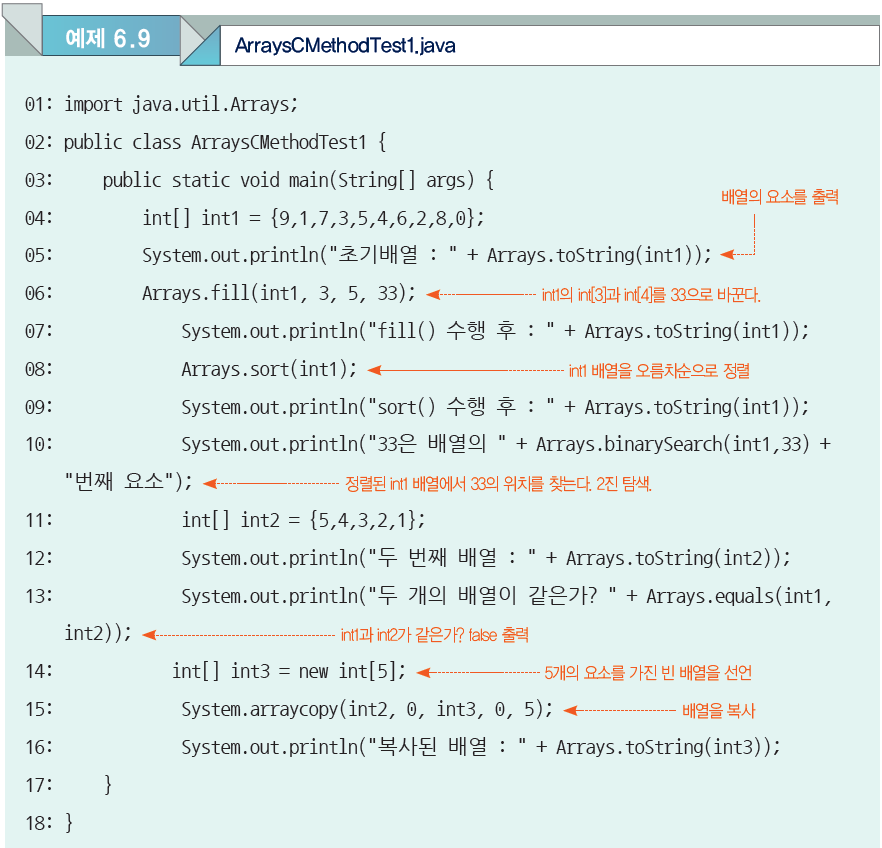 예제 6.9
ArraysCMethodTest1.java
01: import java.util.Arrays;
02: public class ArraysCMethodTest1 {
03: public static void main(String[] args) {
배열의 요소를 출력
04: int[] int1 = {9,1,7,3,5,4,6,2,8,0};
05: System.out.println("초기배열 : " + Arrays.toString(int1));
06: Arrays.fill(int1, 3, 5, 33); int1의 int[3]과 int[4]를 33으로 바꾼다.
07: System.out.println("fill() 수행 후 : " + Arrays.toString(int1));
08: Arrays.sort(int1); int1 배열을 오름차순으로 정렬
09: System.out.println("sort() 수행 후 : " + Arrays.toString(int1));
10: System.out.println("33은 배열의 " + Arrays.binarySearch(int1,33) +
"번째 요소"); 정렬된 int1 배열에서 33의 위치를 찾는다. 2진 탐색.
11: int[] int2 = {5,4,3,2,1};
12: System.out.println("두 번째 배열 : " + Arrays.toString(int2));
13: System.out.println("두 개의 배열이 같은가? " + Arrays.equals(int1,
int2)); int1과 int2가 같은가? false 출력
14: int[] int3 = new int[5]; 5개의 요소를 가진 빈 배열을 선언
15: System.arraycopy(int2, 0, int3, 0, 5); 배열을 복사
16: System.out.println("복사된 배열 : " + Arrays.toString(int3));
17: }
18: }